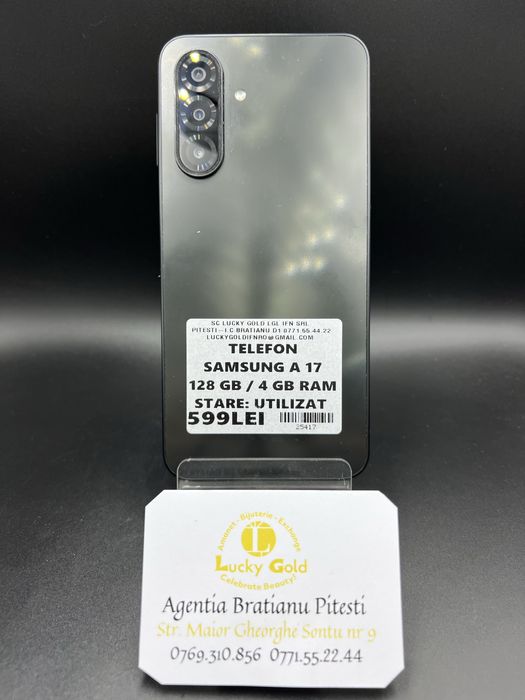 SC LUCKY GOLD LGL IFN SRL
PITESTI--I.C BRATIANU.D1 0771.55.44.22
LUCKYGOLDIFNRO@GMAIL.COM
TELEFON
SAMSUNG A 17
128 GB / 4 GB RAM
STARE: UTILIZAT
599LEI
25417
Amanet - Bijuterie - Exchange
L
Lucky Gold
Celebrate Beauty!
Agentia Bratianu Pitesti
Str. Maior Gheorghe Sontu nr 9
0769.310.856 0771.55.22.44